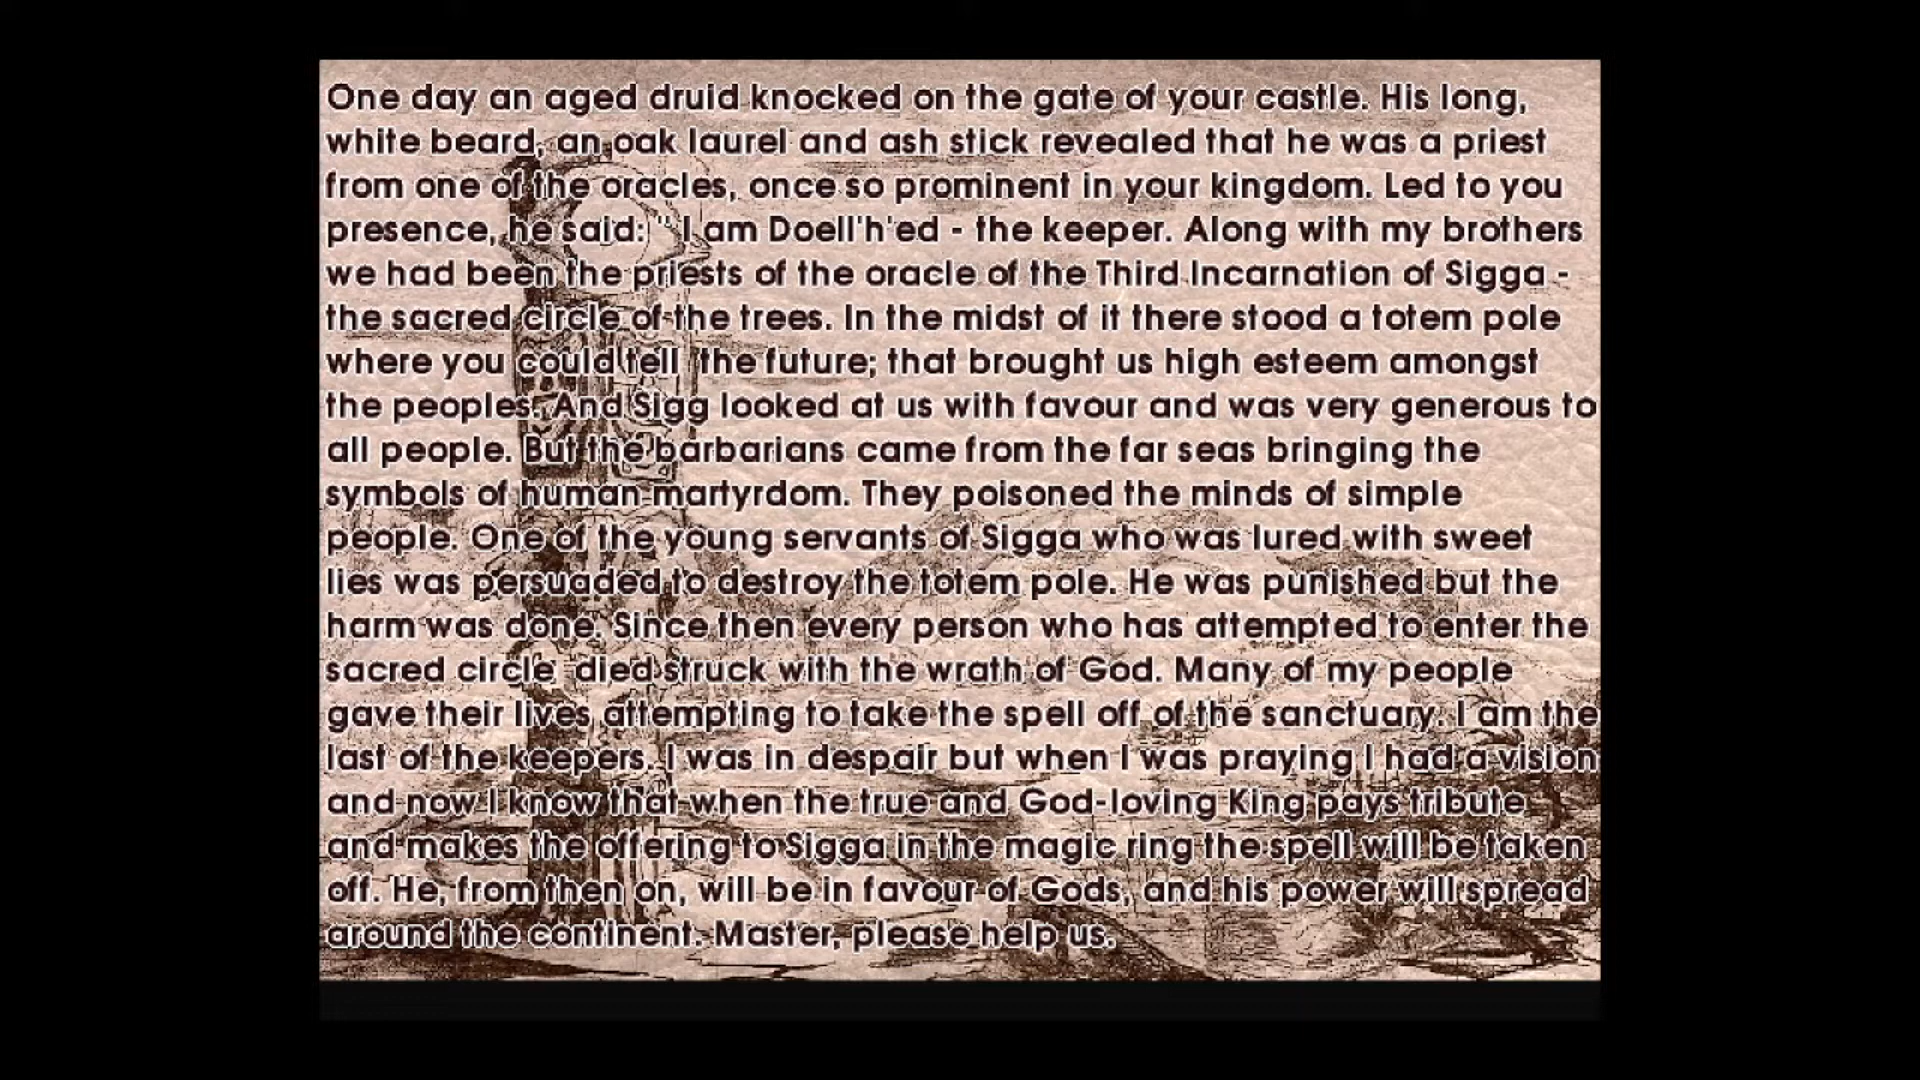 One day an aged druid knocked on the gate of your castle. His long,
white beard, an oak laurel and ash stick revealed that he was a priest
from one of the oracles, once so prominent in your kingdom. Led to you
presence, he said: " I am Doell'h'ed - the keeper. Along with my brothers
we had been the priests of the oracle of the Third Incarnation of Sigga -
the sacred circle of the trees. In the midst of it there stood a totem pole
where you could tell  the future; that brought us high esteem amongst
the peoples. And Sigg looked at us with favour and was very generous to
all people. But the barbarians came from the far seas bringing the
symbols of human martyrdom. They poisoned the minds of simple
people. One of the young servants of Sigga who was lured with sweet
lies was persuaded to destroy the totem pole. He was punished but the
harm was done. Since then every person who has attempted to enter the
sacred circle  died struck with the wrath of God. Many of my people
gave their lives attempting to take the spell off of the sanctuary. I am the
last of the keepers. I was in despair but when I was praying I had a vision
and now I know that when the true and God-loving King pays tribute
and makes the offering to Sigga in the magic ring the spell will be taken
off. He, from then on, will be in favour of Gods, and his power will spread
around the continent. Master, please help us.